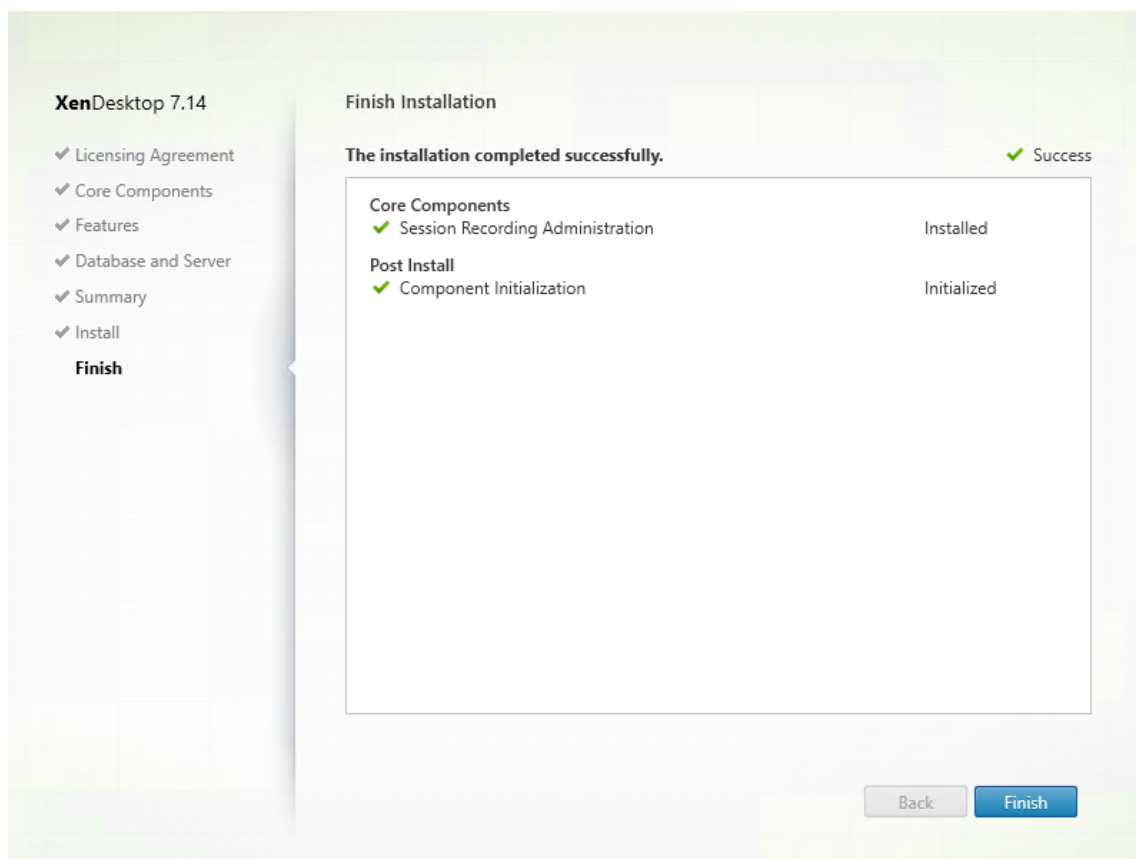 XenDesktop 7.14
Licensing Agreement
Core Components
Features
Database and Server
Summary
Install
Finish
Finish Installation
The installation completed successfully. Success
Core Components
Session Recording Administration Installed
Post Install
Component Initialization Initialized
Back Finish